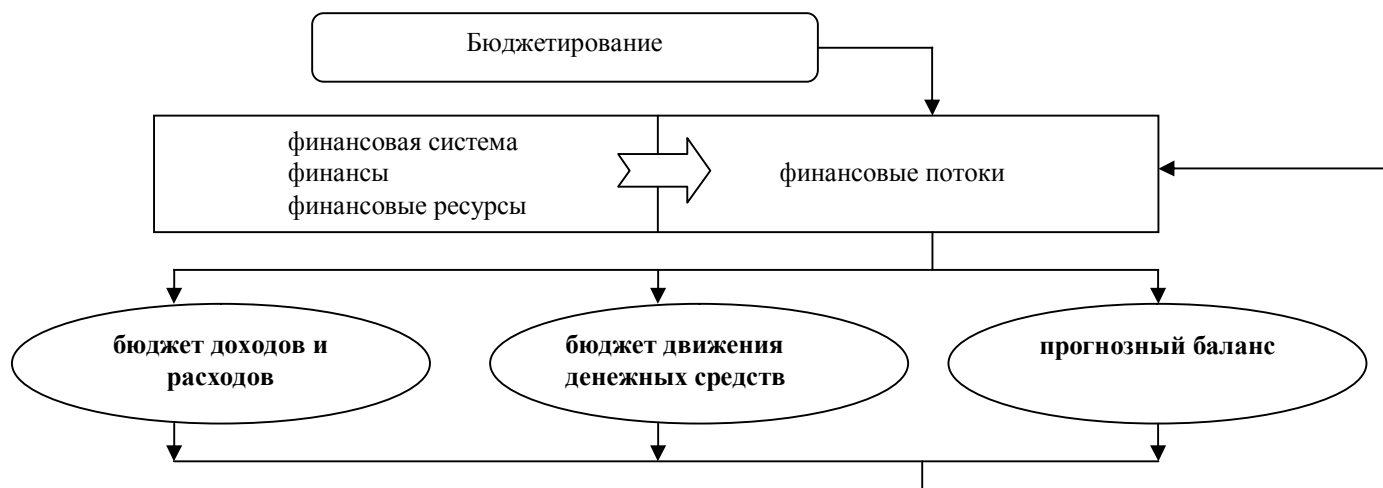 Бюджетирование
финансовая система
финансы
финансовые ресурсы
финансовые потоки
бюджет доходов и
расходов
бюджет движения
денежных средств
прогнозный баланс